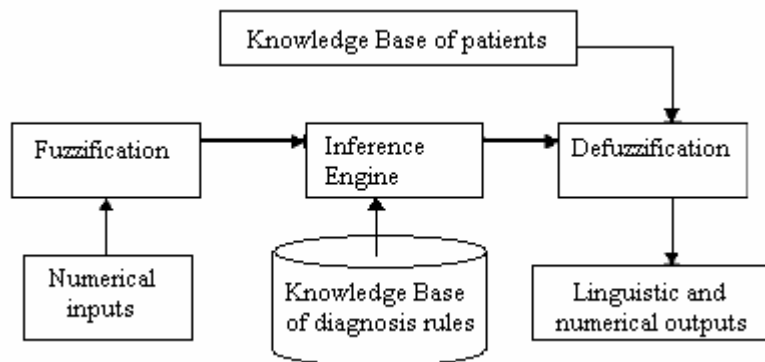 Knowledge Base of patients
Fuzzification
Inference
Engine
Defuzzification
Numerical
inputs
Knowledge Base
of diagnosis rules
Linguistic and
numerical outputs